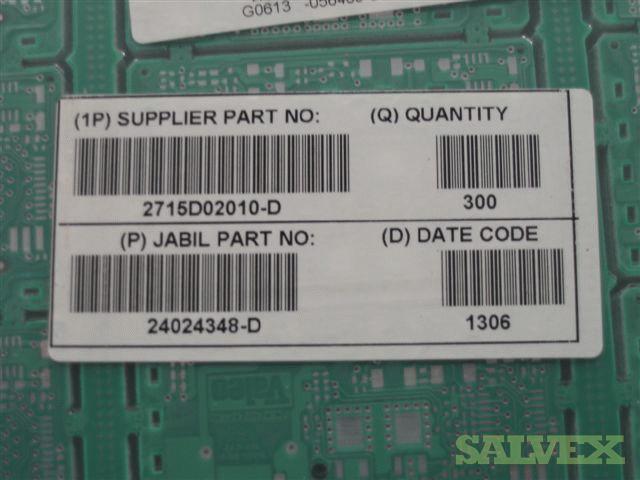 G0613
(1P) SUPPLIER PART NO: (Q) QUANTITY
2715D02010-D 300
(P) JABIL PART NO: (D) DATE CODE
24024348-D 1306
SALVEX